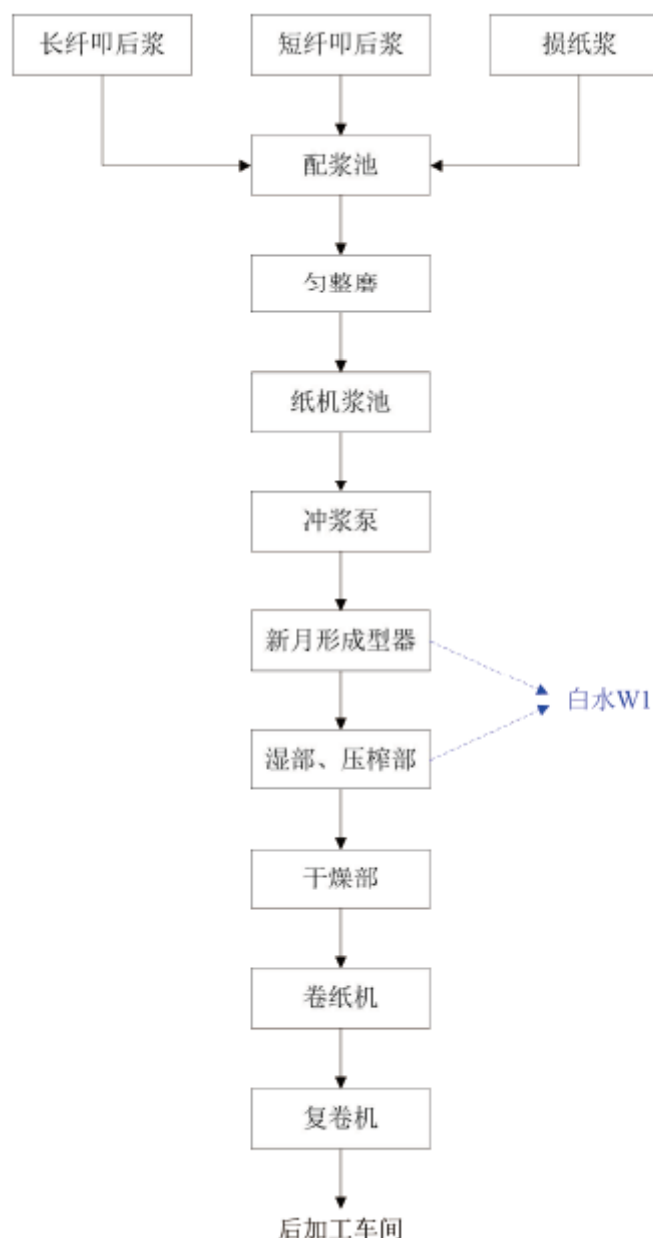 长纤叩后浆
短纤叩后浆
损纸浆
配浆池
匀整磨
纸机浆池
冲浆泵
新月形成型器
白水W1
湿部、压榨部
干燥部
卷纸机
复卷机
后加工车间